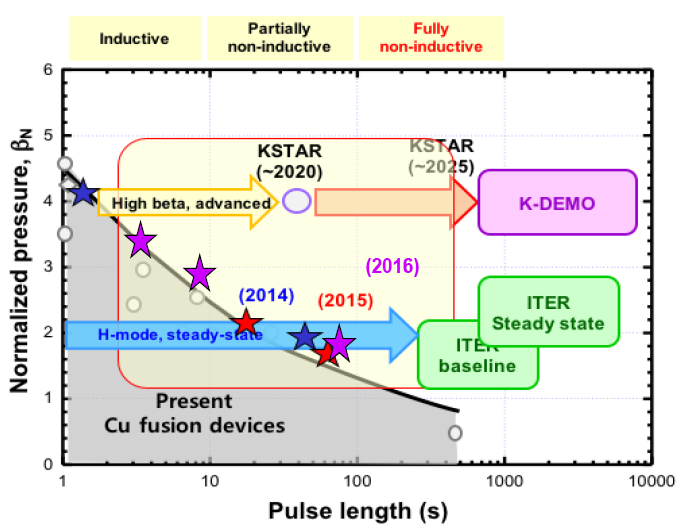 Inductive
Partially
non-inductive
Fully
non-inductive
Normalized pressure, βN
6
5
4
3
2
1
0
KSTAR
(~2020)
KSTAR
(~2025)
High beta, advanced
K-DEMO
(2016)
(2014)
(2015)
ITER
Steady state
H-mode, steady-state
ITER
baseline
Present
Cu fusion devices
1
10
100
1000
10000
Pulse length (s)